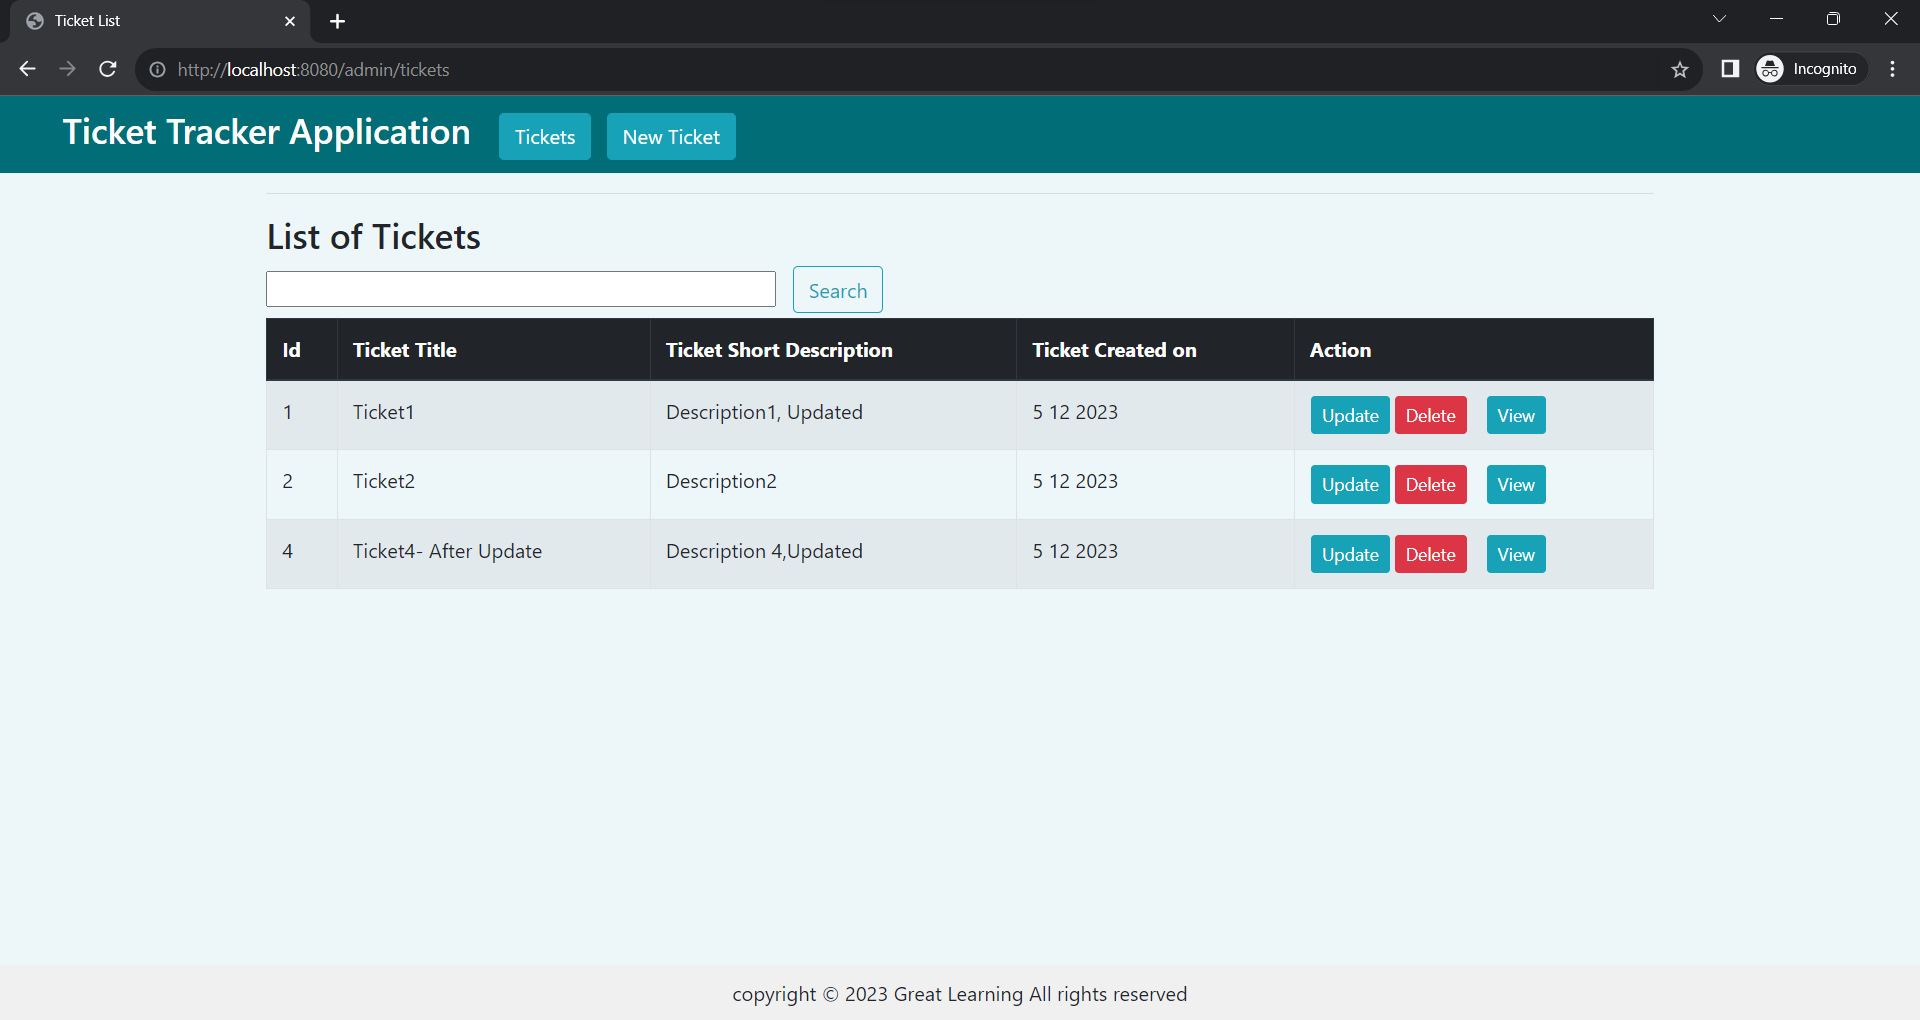 Ticket List
http://localhost:8080/admin/tickets
Incognito
Ticket Tracker Application Tickets New Ticket
List of Tickets
Search
Id Ticket Title Ticket Short Description Ticket Created on Action
1 Ticket1 Description1, Updated 5 12 2023 Update Delete View
2 Ticket2 Description2 5 12 2023 Update Delete View
4 Ticket4- After Update Description 4,Updated 5 12 2023 Update Delete View
copyright © 2023 Great Learning All rights reserved